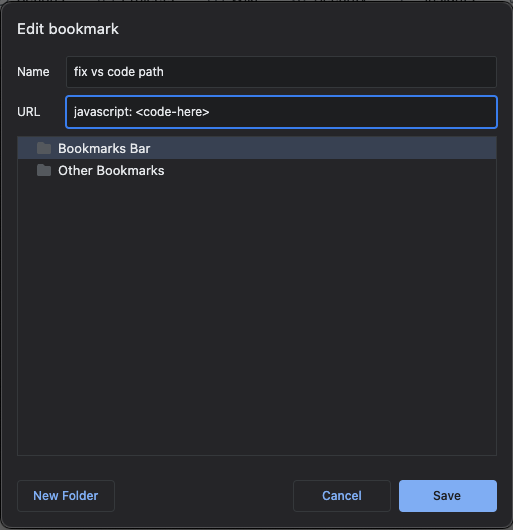 Edit bookmark
Name fix vs code path
URL javascript: <code-here>
Bookmarks Bar
Other Bookmarks
New Folder Cancel Save